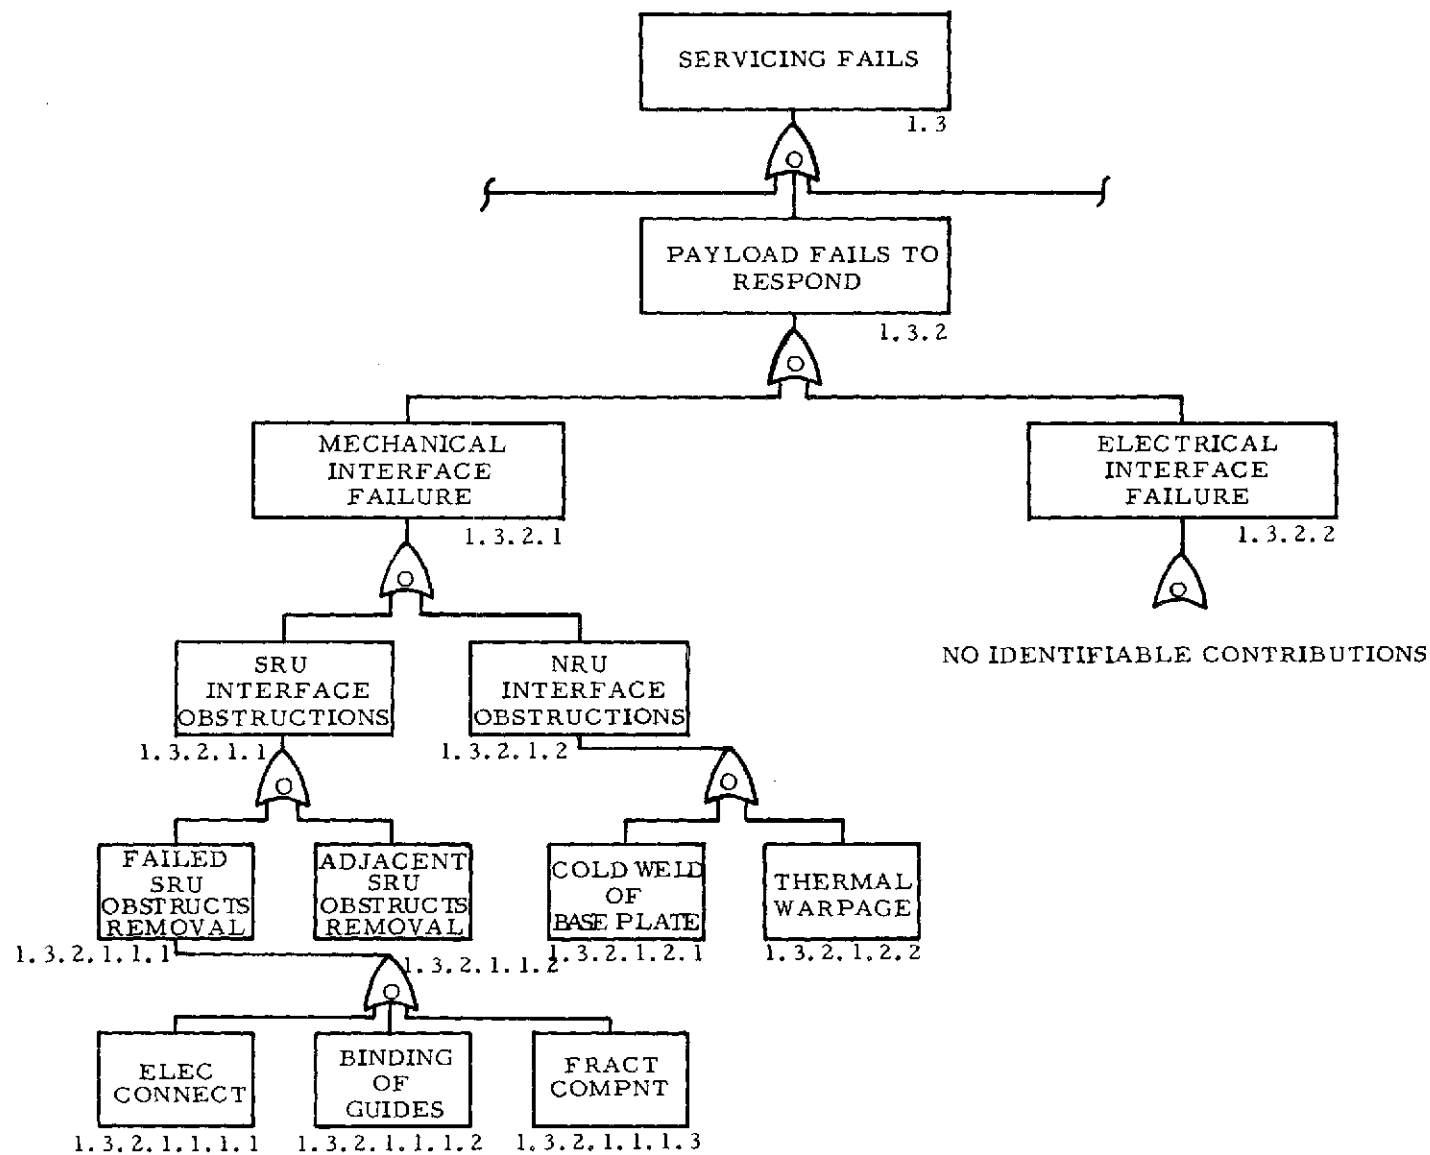 SERVICING FAILS
1.3
PAYLOAD FAILS TO
RESPOND
1.3.2
MECHANICAL
INTERFACE
FAILURE
1.3.2.1
ELECTRICAL
INTERFACE
FAILURE
1.3.2.2
NO IDENTIFIABLE CONTRIBUTIONS
SRU
INTERFACE
OBSTRUCTIONS
1.3.2.1.1
NRU
INTERFACE
OBSTRUCTIONS
1.3.2.1.2
FAILED
SRU
OBSTRUCTS
REMOVAL
1.3.2.1.1.1
ADJACENT
SRU
OBSTRUCTS
REMOVAL
1.3.2.1.1.2
COLD WELD
OF
BASE PLATE
1.3.2.1.2.1
THERMAL
WARPAGE
1.3.2.1.2.2
ELEC
CONNECT
1.3.2.1.1.1.1
BINDING
OF
GUIDES
1.3.2.1.1.1.2
FRACT
COMPNT
1.3.2.1.1.1.3